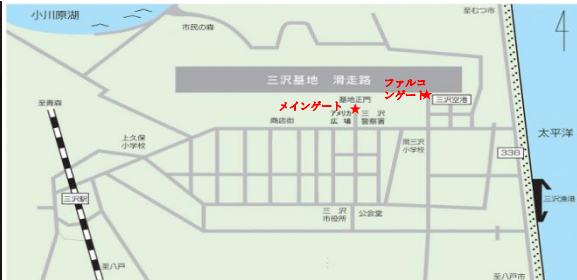 小川原湖
市民の森
至むつ市
4
三沢基地 滑走路
ファルコ
ンゲート
三沢空港
メインゲート
基地正門
至青森
アメリカ
広場
三沢
警察署
商店街
上久保
小学校
岡三沢
小学校
太平洋
338
三沢漁港
三沢駅
三沢
市役所
公会堂
至八戸
至八戸市